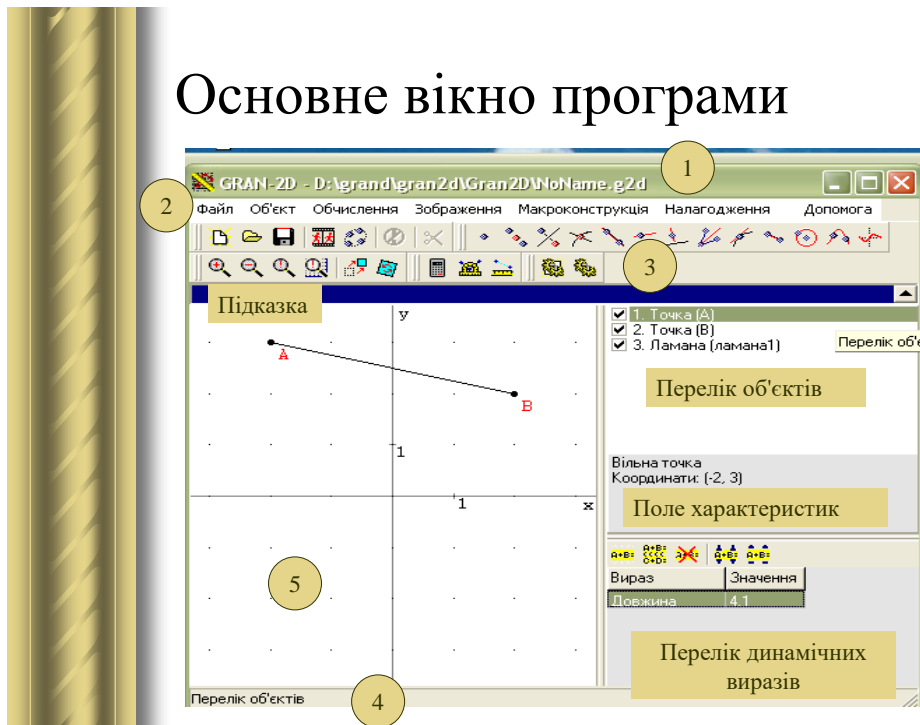 Основне вікно програми
1
GRAN-2D - D:\grand\gran2d\Gran2D\NoName.g2d
2
Файл Об'єкт Обчислення Зображення Макроконструкція Налагодження Допомога
3
Підказка
y
A
B
1
1
x
1. Точка (A)
2. Точка (B)
3. Ламана (ламана1)
Перелік об'є
Перелік об'єктів
Вільна точка
Координати: (-2, 3)
Поле характеристик
A+B=
A+B=
C+D=
A+B=
A+B=
A+B=
Вираз Значення
Довжина 4.1
5
Перелік динамічних
виразів
Перелік об'єктів
4